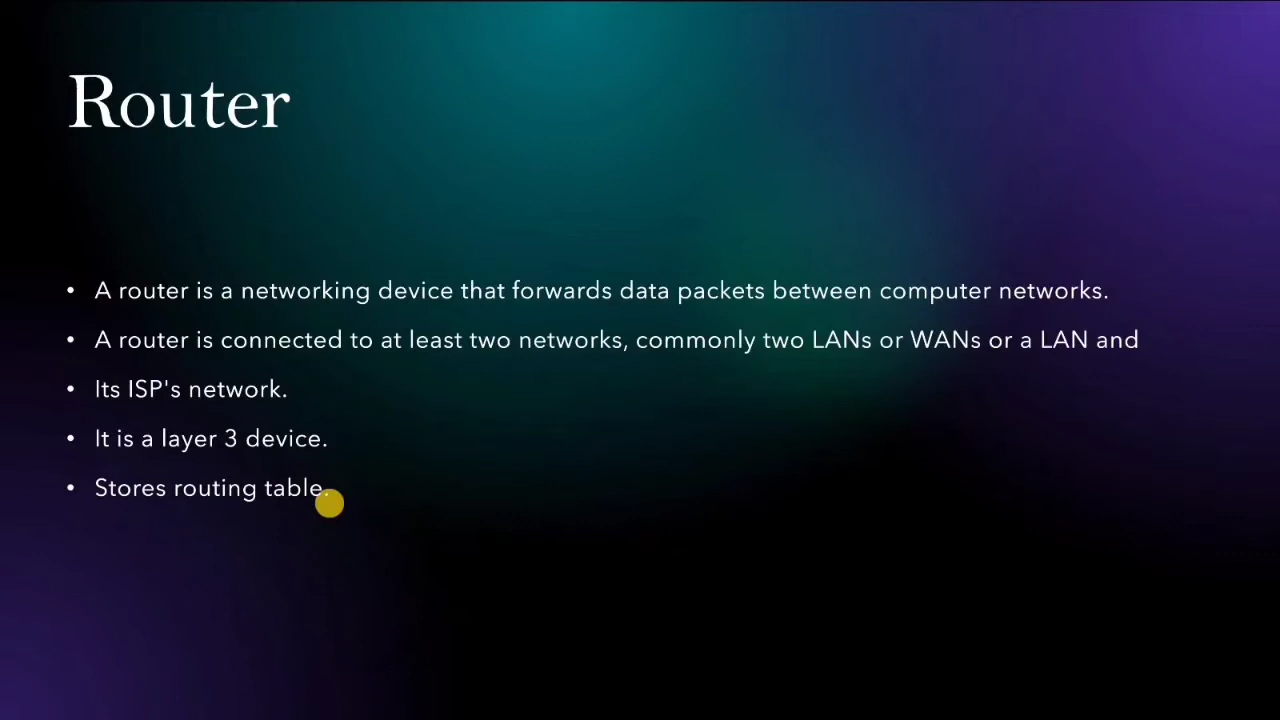 Router
• A router is a networking device that forwards data packets between computer networks.
• A router is connected to at least two networks, commonly two LANs or WANs or a LAN and
• Its ISP's network.
• It is a layer 3 device.
• Stores routing table.